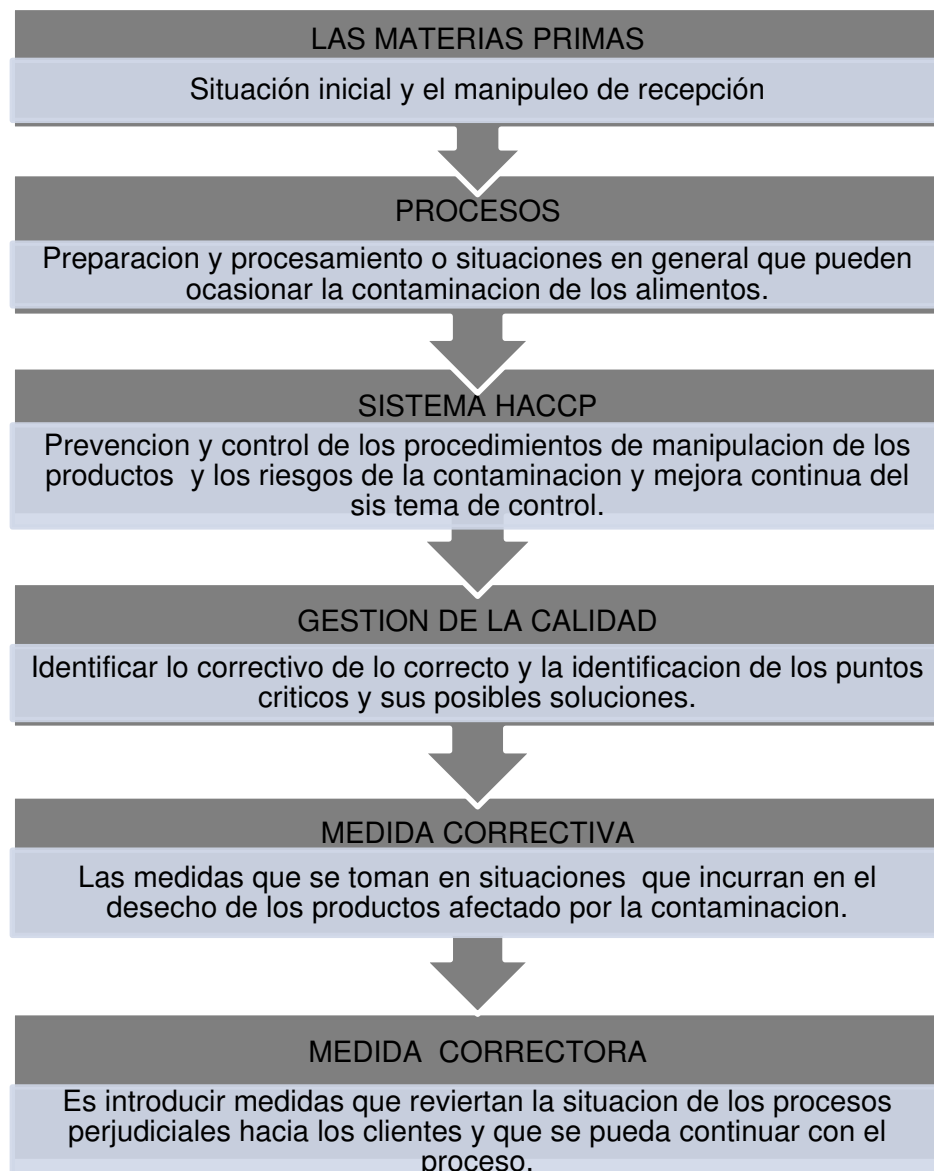 LAS MATERIAS PRIMAS
Situación inicial y el manipuleo de recepción
PROCESOS
Preparacion y procesamiento o situaciones en general que pueden
ocasionar la contaminacion de los alimentos.
SISTEMA HACCP
Prevencion y control de los procedimientos de manipulacion de los
productos y los riesgos de la contaminacion y mejora continua del
sis tema de control.
GESTION DE LA CALIDAD
Identificar lo correctivo de lo correcto y la identificacion de los puntos
criticos y sus posibles soluciones.
MEDIDA CORRECTIVA
Las medidas que se toman en situaciones que incurran en el
desecho de los productos afectado por la contaminacion.
MEDIDA CORRECTORA
Es introducir medidas que reviertan la situacion de los procesos
perjudiciales hacia los clientes y que se pueda continuar con el
proceso.